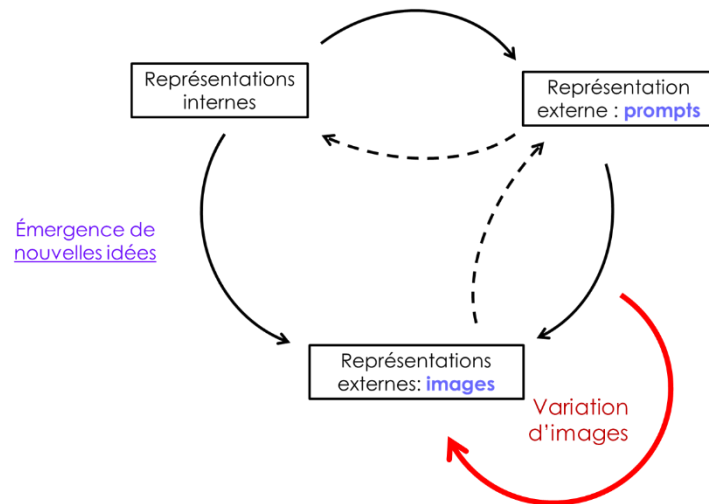 Représentations
internes
Représentation
externe : prompts
Émergence de
nouvelles idées
Représentations
externes: images
Variation
d’images